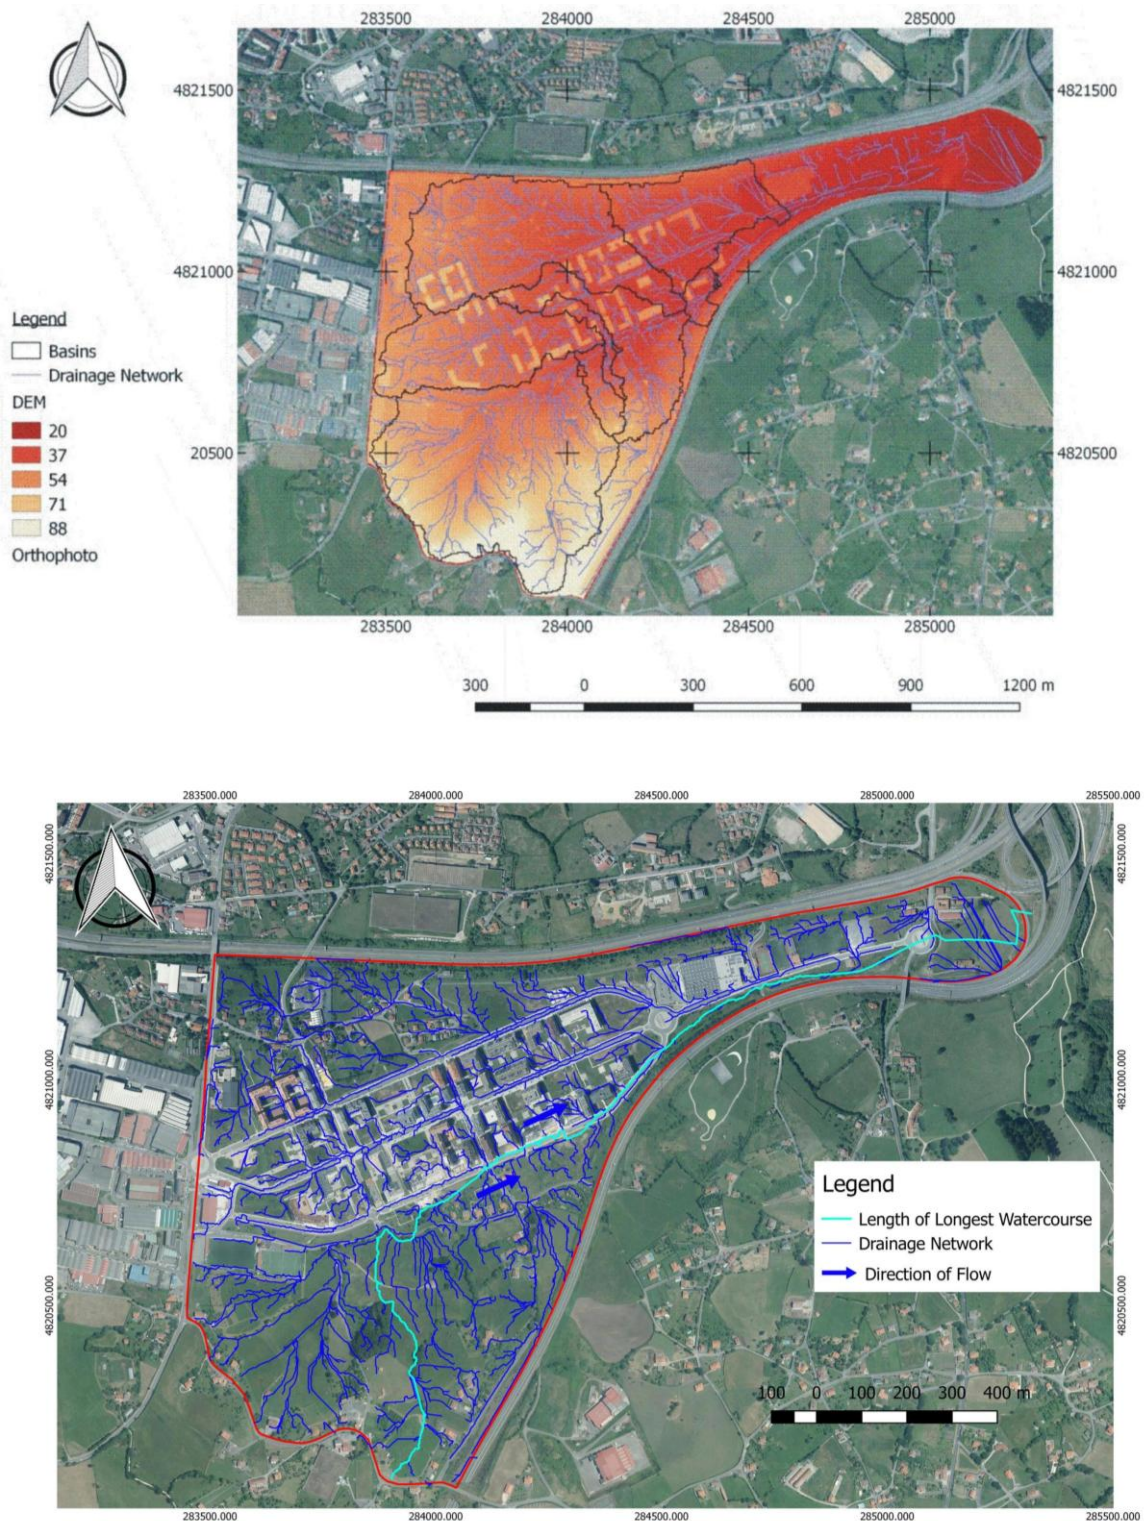 283500 284000 284500 285000
4821500 4821500
4821000 4821000
20500 4820500
Legend
Basins
Drainage Network
DEM
20
37
54
71
88
Orthophoto
283500 284000 284500 285000
300 0 300 600 900 1200 m
283500.000 284000.000 284500.000 285000.000 285500.000
4821500.000 4821500.000
4821000.000 4821000.000
4820500.000 4820500.000
Legend
Length of Longest Watercourse
Drainage Network
Direction of Flow
100 0 100 200 300 400 m
283500.000 284000.000 284500.000 285000.000 285500.000